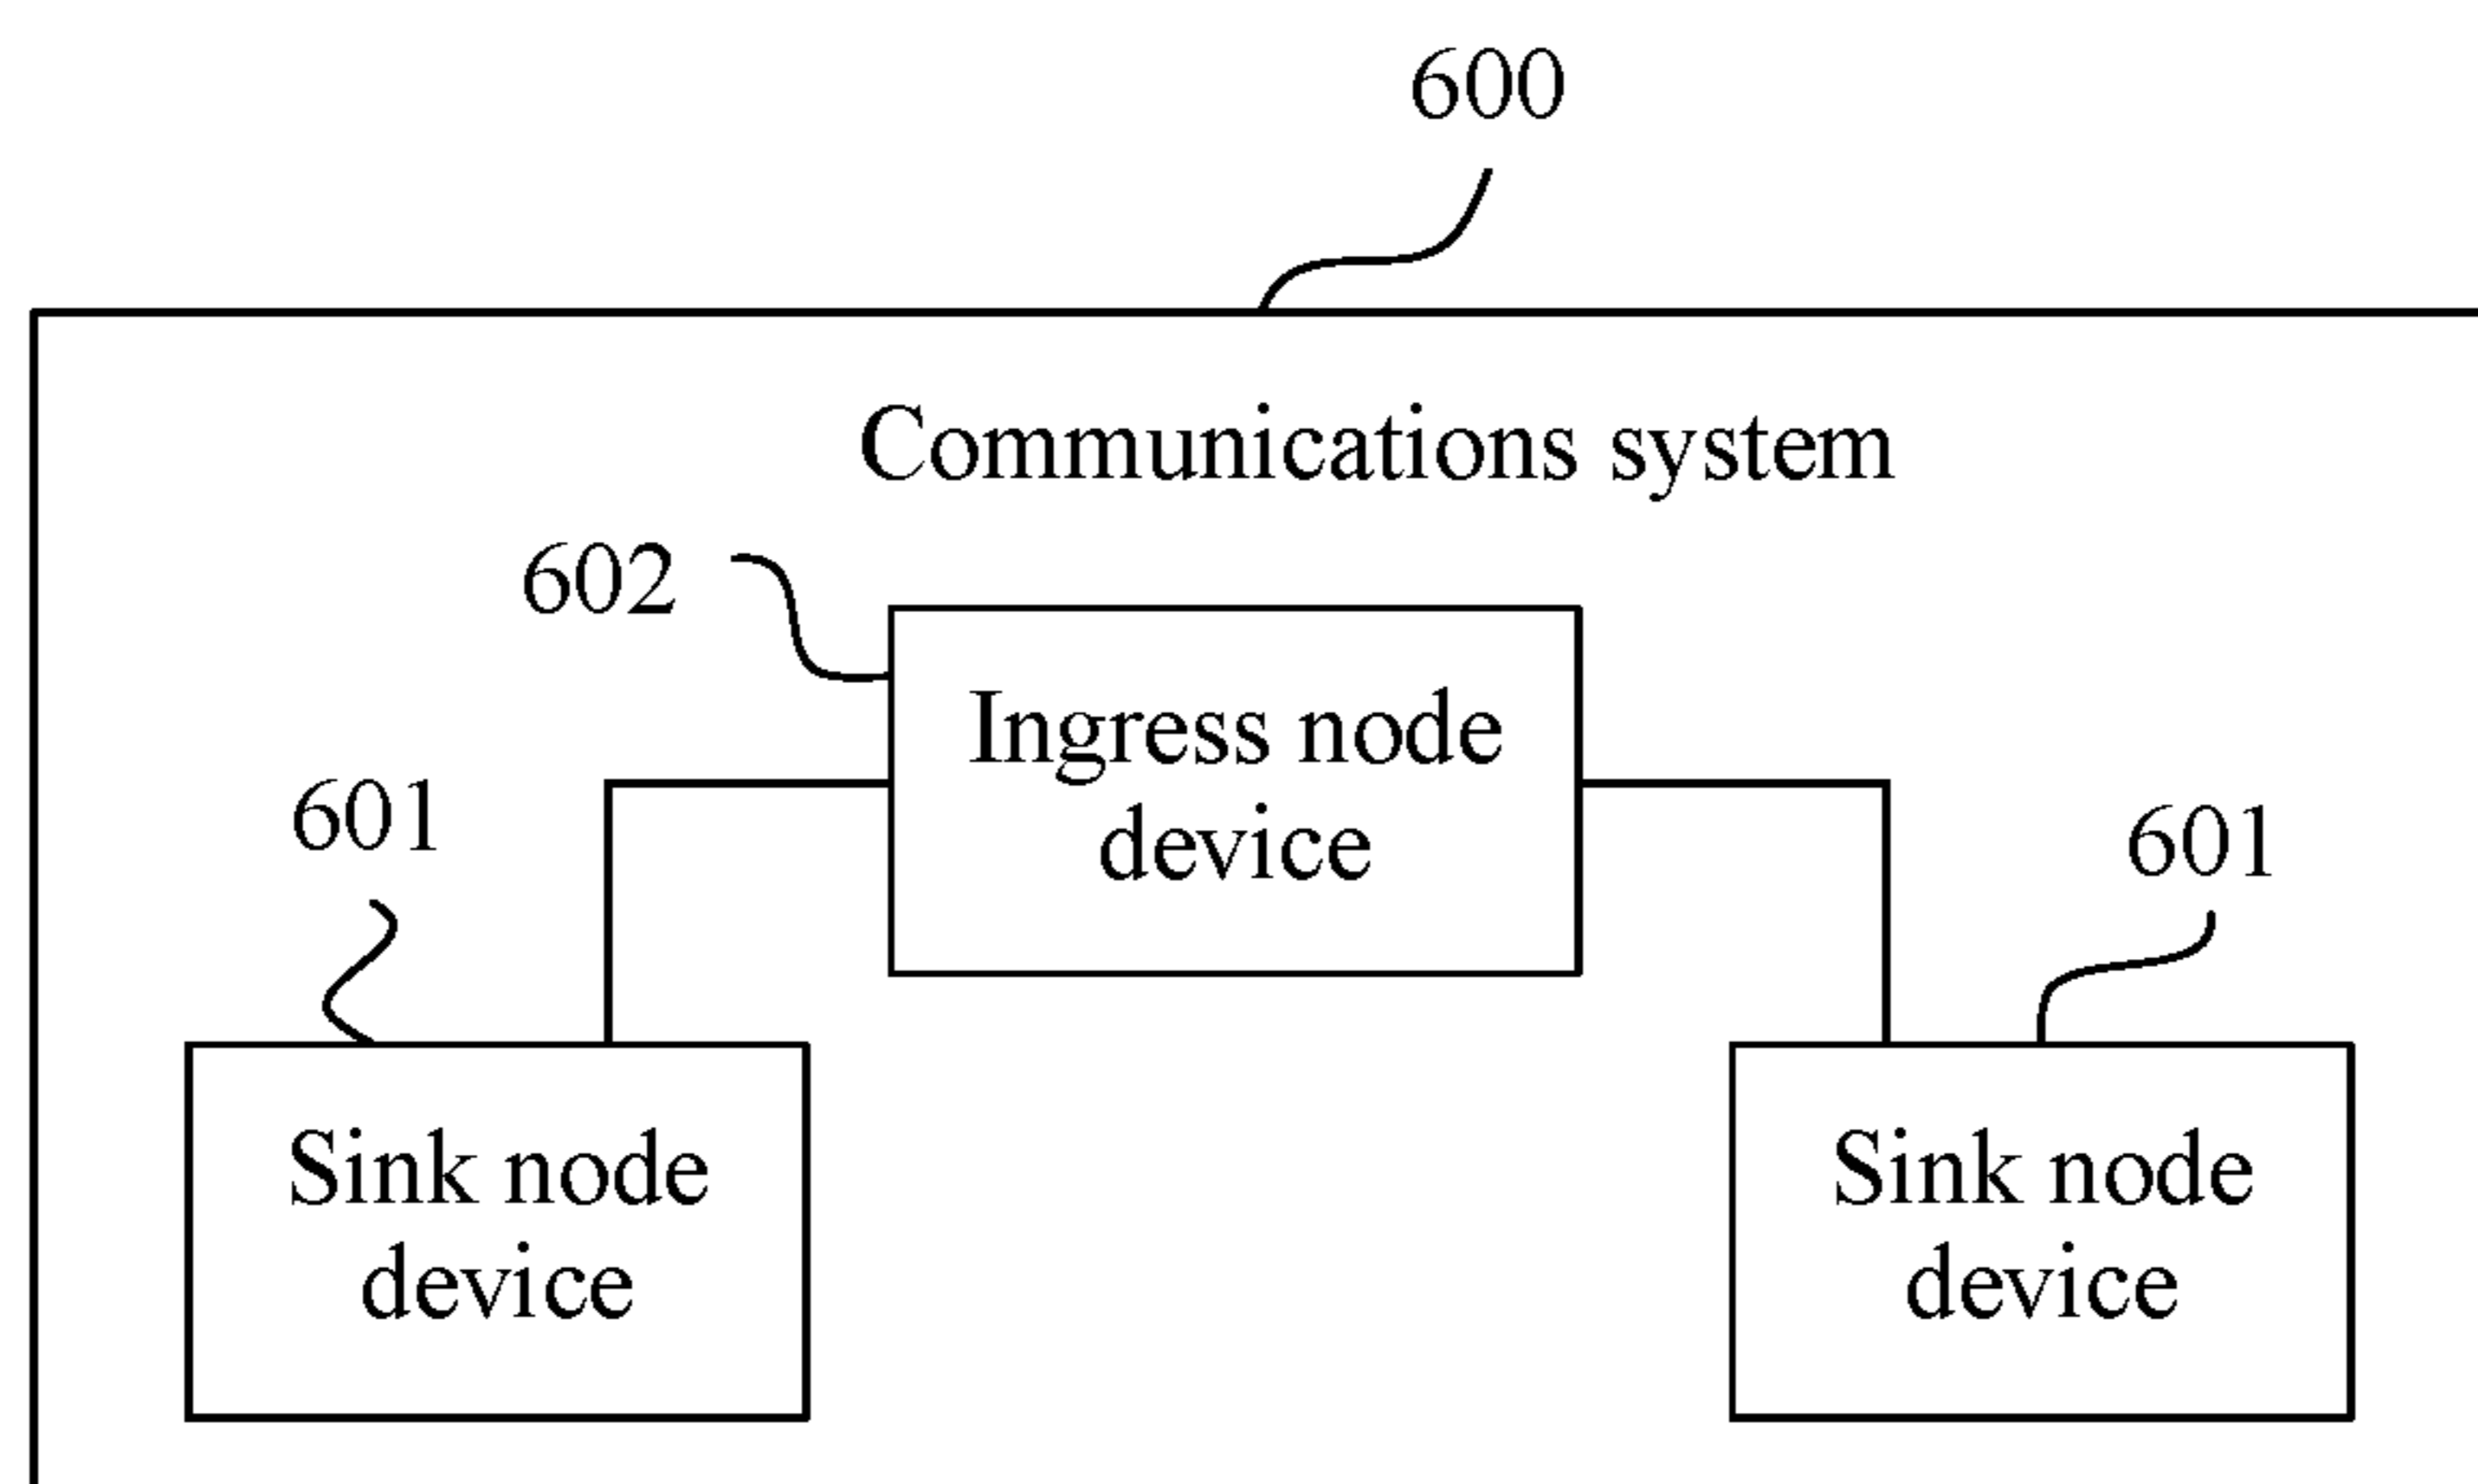 600
Communications system
602
Ingress node
device
601
601
Sink node
device
Sink node
device